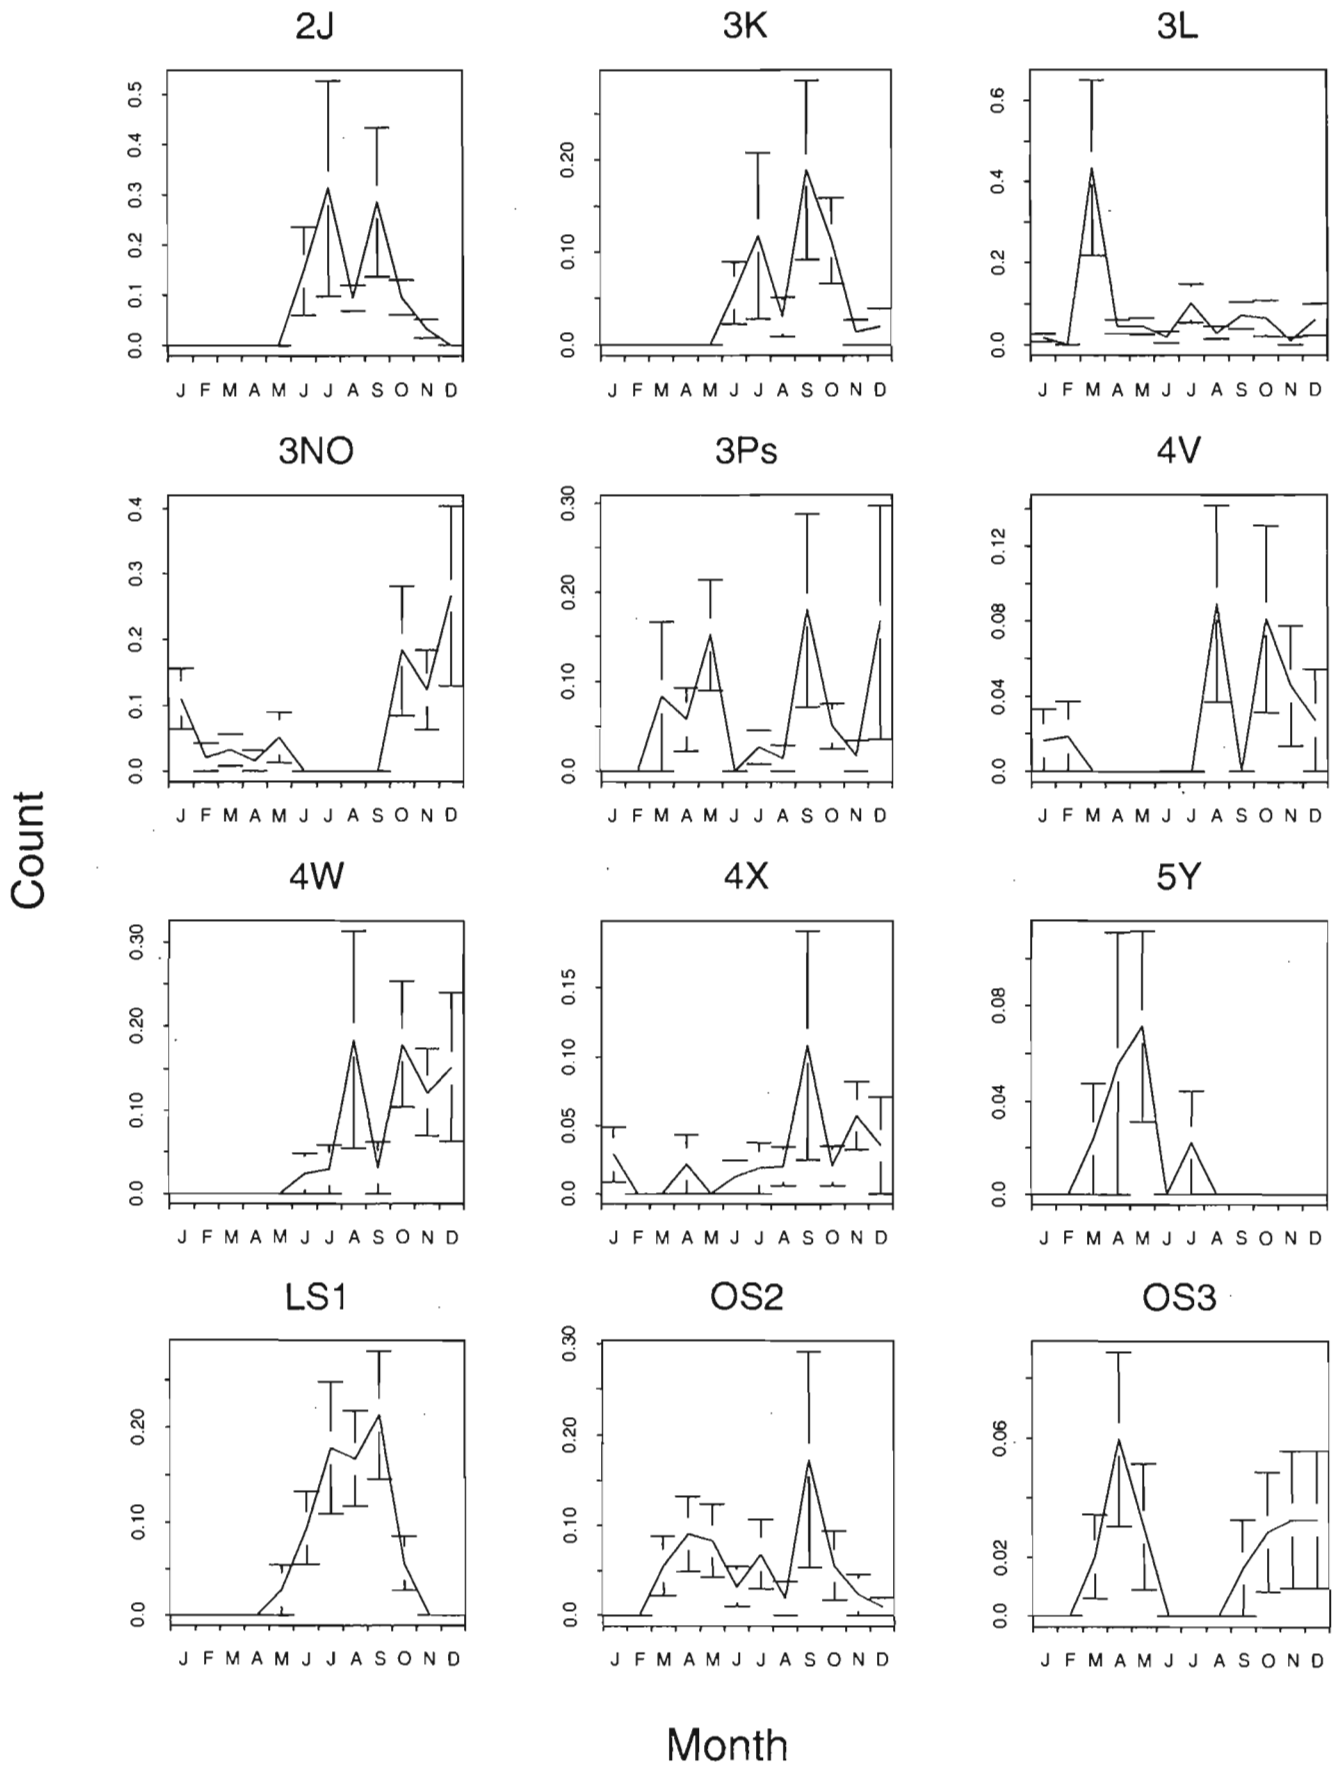 2J 3K 3L
0.5 0.4 0.3 0.2 0.1 0.0
0.20 0.10 0.0
0.6 0.4 0.2 0.0
J F M A M J J A S O N D
J F M A M J J A S O N D
J F M A M J J A S O N D
3NO 3Ps 4V
0.4 0.3 0.2 0.1 0.0
0.30 0.20 0.10 0.0
0.12 0.08 0.04 0.0
J F M A M J J A S O N D
J F M A M J J A S O N D
J F M A M J J A S O N D
Count
4W 4X 5Y
0.30 0.20 0.10 0.0
0.15 0.10 0.05 0.0
0.08 0.04 0.0
J F M A M J J A S O N D
J F M A M J J A S O N D
J F M A M J J A S O N D
LS1 OS2 OS3
0.20 0.10 0.0
0.30 0.20 0.10 0.0
0.06 0.02 0.0
J F M A M J J A S O N D
J F M A M J J A S O N D
J F M A M J J A S O N D
Month